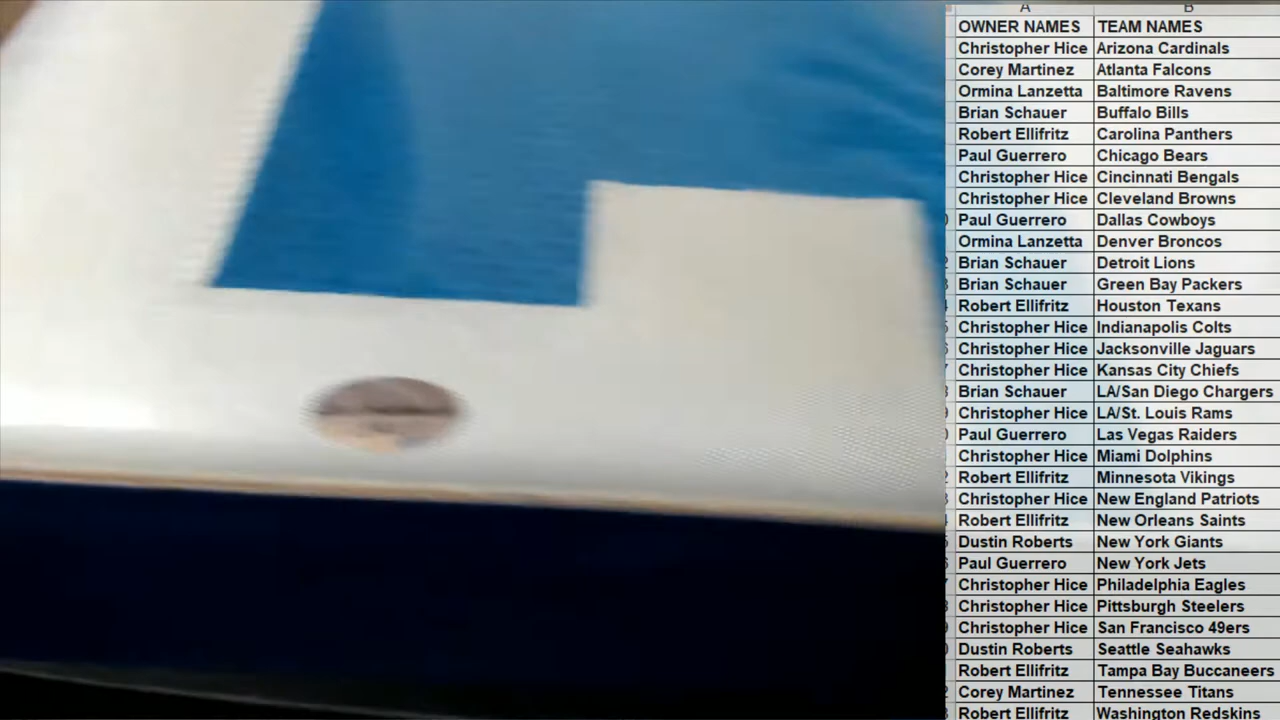 A B
OWNER NAMES TEAM NAMES
Christopher Hice Arizona Cardinals
Corey Martinez Atlanta Falcons
Ormina Lanzetta Baltimore Ravens
Brian Schauer Buffalo Bills
Robert Ellifritz Carolina Panthers
Paul Guerrero Chicago Bears
Christopher Hice Cincinnati Bengals
Christopher Hice Cleveland Browns
Paul Guerrero Dallas Cowboys
Ormina Lanzetta Denver Broncos
Brian Schauer Detroit Lions
Brian Schauer Green Bay Packers
Robert Ellifritz Houston Texans
Christopher Hice Indianapolis Colts
Christopher Hice Jacksonville Jaguars
Christopher Hice Kansas City Chiefs
Brian Schauer LA/San Diego Chargers
Christopher Hice LA/St. Louis Rams
Paul Guerrero Las Vegas Raiders
Christopher Hice Miami Dolphins
Robert Ellifritz Minnesota Vikings
Christopher Hice New England Patriots
Robert Ellifritz New Orleans Saints
Dustin Roberts New York Giants
Paul Guerrero New York Jets
Christopher Hice Philadelphia Eagles
Christopher Hice Pittsburgh Steelers
Christopher Hice San Francisco 49ers
Dustin Roberts Seattle Seahawks
Robert Ellifritz Tampa Bay Buccaneers
Corey Martinez Tennessee Titans
Robert Ellifritz Washington Redskins